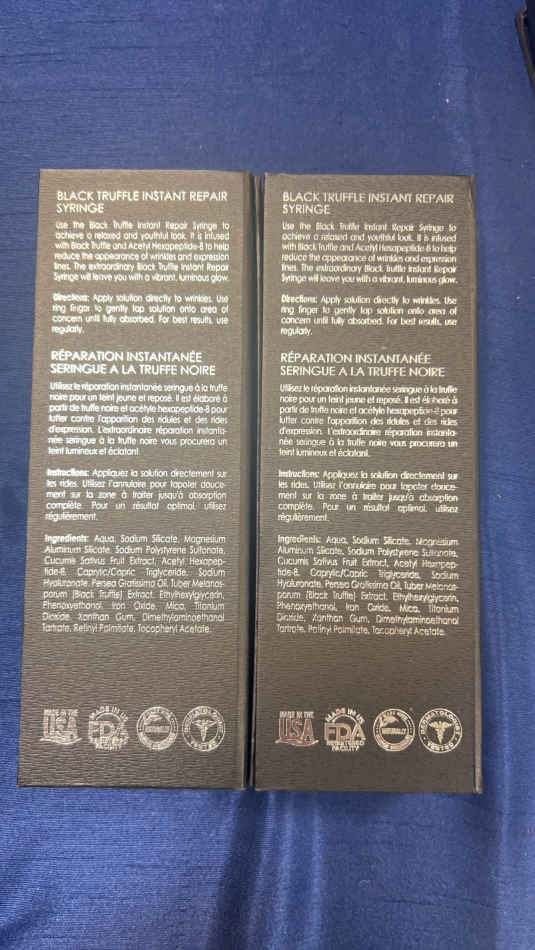 BLACK TRUFFLE INSTANT REPAIR
SYRINGE
Use the Black Truffle Instant Repair Syringe to
achieve a relaxed and youthful look. It is infused
with Black Truffle and Acetyl Hexapeptide-8 to help
reduce the appearance of wrinkles and expression
lines. The extraordinary Black Truffle Instant Repair
Syringe will leave you with a vibrant, luminous glow.
Directions: Apply solution directly to wrinkles. Use
ring finger to gently tap solution onto area of
concern until fully absorbed. For best results, use
regularly.
RÉPARATION INSTANTANÉE
SERINGUE A LA TRUFFE NOIRE
Utilisez le réparation instantanée seringue à la truffe
noire pour un teint jeune et reposé. Il est élaboré à
partir de truffe noire et acétyle hexapeptide-8 pour
lutter contre l'apparition des ridules et des rides
d'expression. L'extraordinaire réparation instanta-
née seringue à la truffe noire vous procurera un
teint lumineux et éclatant.
Instructions: Appliquez la solution directement sur
les rides. Utilisez l'annulaire pour tapoter douce-
ment sur la zone à traiter jusqu'à absorption
complète. Pour un résultat optimal, utilisez
régulièrement.
Ingredients: Aqua, Sodium Silicate, Magnesium
Aluminum Silicate, Sodium Polystyrene Sulfonate,
Cucumis Sativus Fruit Extract, Acetyl Hexapep-
tide-8, Caprylic/Capric Triglyceride, Sodium
Hyaluronate, Persea Gratissima Oil, Tuber Melanos-
porum (Black Truffle) Extract, Ethylhexylglycerin,
Phenoxyethanol, Iron Oxide, Mica, Titanium
Dioxide, Xanthan Gum, Dimethylaminoethanol
Tartrate, Retinyl Palmitate, Tocopheryl Acetate.
MADE IN THE
USA
MADE IN US
FDA
REGISTERED
FACILITY
NATURALLY
DERMATOLOGIST
TESTED
BLACK TRUFFLE INSTANT REPAIR
SYRINGE
Use the Black Truffle Instant Repair Syringe to
achieve a relaxed and youthful look. It is infused
with Black Truffle and Acetyl Hexapeptide-8 to help
reduce the appearance of wrinkles and expression
lines. The extraordinary Black Truffle Instant Repair
Syringe will leave you with a vibrant, luminous glow.
Directions: Apply solution directly to wrinkles. Use
ring finger to gently tap solution onto area of
concern until fully absorbed. For best results, use
regularly.
RÉPARATION INSTANTANÉE
SERINGUE A LA TRUFFE NOIRE
Utilisez le réparation instantanée seringue à la truffe
noire pour un teint jeune et reposé. Il est élaboré à
partir de truffe noire et acétyle hexapeptide-8 pour
lutter contre l'apparition des ridules et des rides
d'expression. L'extraordinaire réparation instanta-
née seringue à la truffe noire vous procurera un
teint lumineux et éclatant.
Instructions: Appliquez la solution directement sur
les rides. Utilisez l'annulaire pour tapoter douce-
ment sur la zone à traiter jusqu'à absorption
complète. Pour un résultat optimal, utilisez
régulièrement.
Ingredients: Aqua, Sodium Silicate, Magnesium
Aluminum Silicate, Sodium Polystyrene Sulfonate,
Cucumis Sativus Fruit Extract, Acetyl Hexapep-
tide-8, Caprylic/Capric Triglyceride, Sodium
Hyaluronate, Persea Gratissima Oil, Tuber Melanos-
porum (Black Truffle) Extract, Ethylhexylglycerin,
Phenoxyethanol, Iron Oxide, Mica, Titanium
Dioxide, Xanthan Gum, Dimethylaminoethanol
Tartrate, Retinyl Palmitate, Tocopheryl Acetate.
MADE IN THE
USA
MADE IN US
FDA
REGISTERED
FACILITY
NATURALLY
DERMATOLOGIST
TESTED